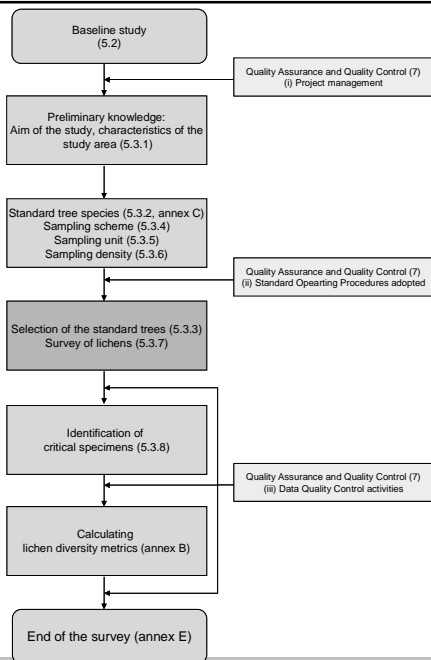 Baseline study
(5.2)
Quality Assurance and Quality Control (7)
(i) Project management
Preliminary knowledge:
Aim of the study, characteristics of the
study area (5.3.1)
Standard tree species (5.3.2, annex C)
Sampling scheme (5.3.4)
Sampling unit (5.3.5)
Sampling density (5.3.6)
Quality Assurance and Quality Control (7)
(ii) Standard Opearting Procedures adopted
Selection of the standard trees (5.3.3)
Survey of lichens (5.3.7)
Identification of
critical specimens (5.3.8)
Quality Assurance and Quality Control (7)
(iii) Data Quality Control activities
Calculating
lichen diversity metrics (annex B)
End of the survey (annex E)